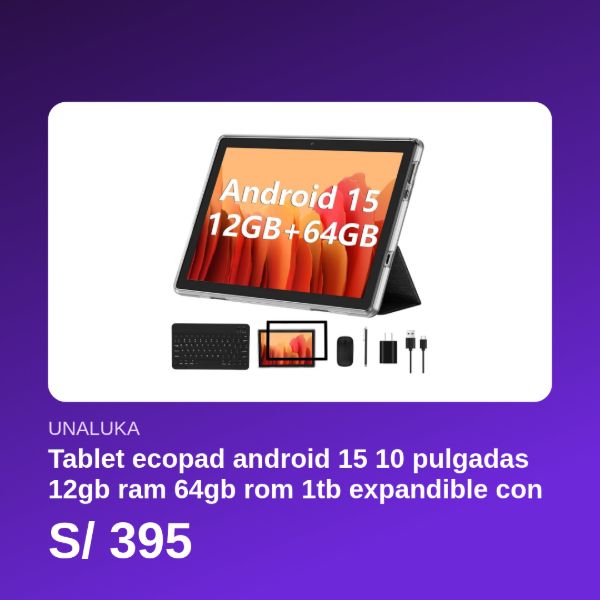 Android 15
12GB+64GB
UNALUKA
Tablet ecopad android 15 10 pulgadas
12gb ram 64gb rom 1tb expandible con
S/ 395